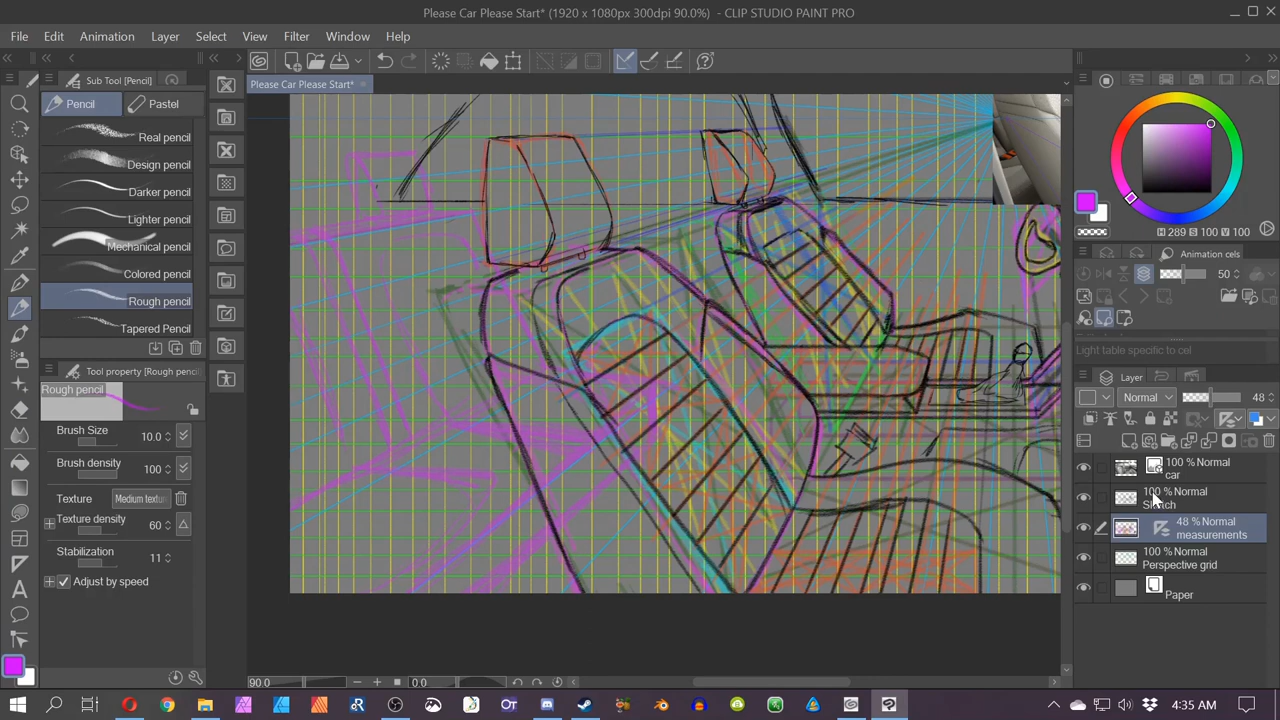 Please Car Please Start* (1920 x 1080px 300dpi 90.0%) - CLIP STUDIO PAINT PRO
File Edit Animation Layer Select View Filter Window Help
Sub Tool [Pencil]
Please Car Please Start*
Pencil Pastel
Real pencil
Design pencil
Darker pencil
Lighter pencil
Mechanical pencil
Colored pencil
Rough pencil
Tapered Pencil
Tool property [Rough pencil]
Rough pencil
Brush Size 10.0
Brush density 100
Texture Medium textur
Texture density 60
Stabilization 11
Adjust by speed
H 289 S 100 V 100
Animation cels
50
Light table specific to cel
Layer
Normal 48
100 % Normal
car
100 % Normal
Sketch
48 % Normal
measurements
100 % Normal
Perspective grid
Paper
90.0 0.0
4:35 AM